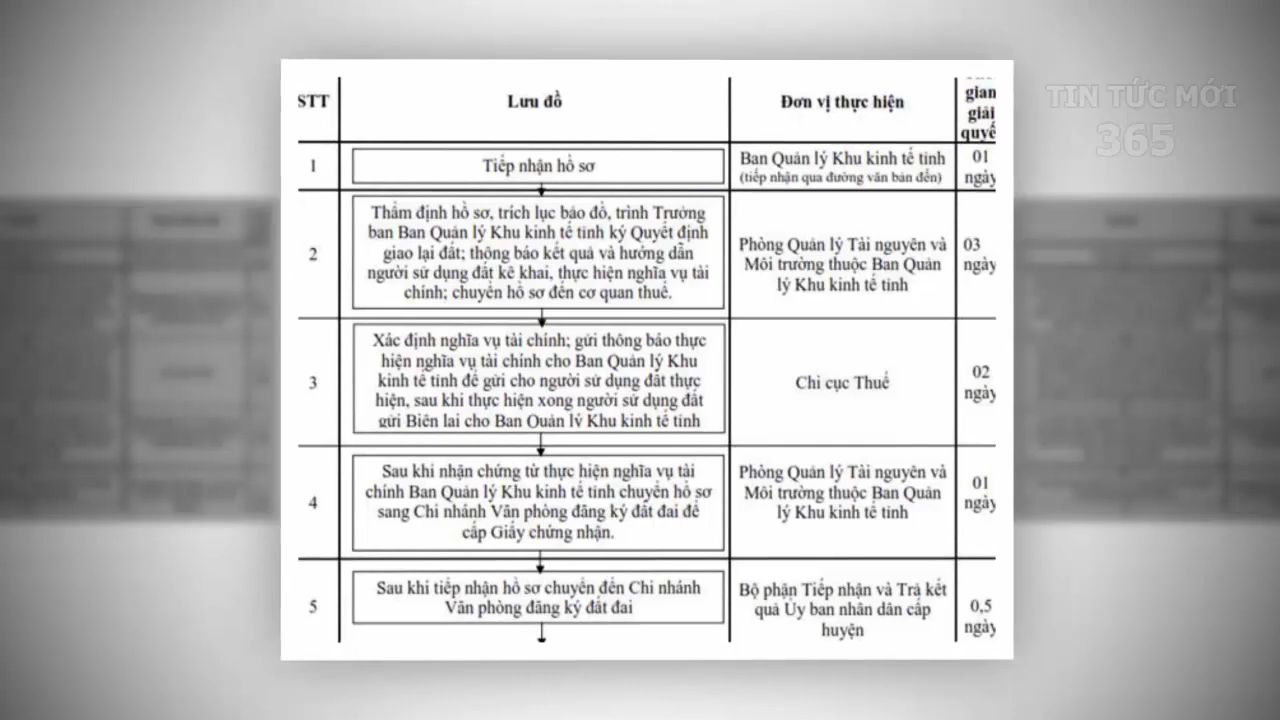 TIN TỨC MỚI
365
STT
Lưu đồ
Đơn vị thực hiện
gian
giải
quyế
1
Tiếp nhận hồ sơ
Ban Quản lý Khu kinh tế tỉnh
(tiếp nhận qua đường văn bản đến)
01
ngày
2
Thẩm định hồ sơ, trích lục bảo đồ, trình Trưởng
ban Ban Quản lý Khu kinh tế tỉnh ký Quyết định
giao lại đất; thông báo kết quả và hướng dẫn
người sử dụng đất kê khai, thực hiện nghĩa vụ tài
chính; chuyển hồ sơ đến cơ quan thuế.
Phòng Quản lý Tài nguyên và
Môi trường thuộc Ban Quản
lý Khu kinh tế tỉnh
03
ngày
3
Xác định nghĩa vụ tài chính; gửi thông báo thực
hiện nghĩa vụ tài chính cho Ban Quản lý Khu
kinh tế tỉnh để gửi cho người sử dụng đất thực
hiện, sau khi thực hiện xong người sử dụng đất
gửi Biên lai cho Ban Quản lý Khu kinh tế tỉnh
Chi cục Thuế
02
ngày
4
Sau khi nhận chứng từ thực hiện nghĩa vụ tài
chính Ban Quản lý Khu kinh tế tỉnh chuyển hồ sơ
sang Chi nhánh Văn phòng đăng ký đất đai để
cấp Giấy chứng nhận.
Phòng Quản lý Tài nguyên và
Môi trường thuộc Ban Quản
lý Khu kinh tế tỉnh
01
ngày
5
Sau khi tiếp nhận hồ sơ chuyển đến Chi nhánh
Văn phòng đăng ký đất đai
Bộ phận Tiếp nhận và Trả kết
quả Ủy ban nhân dân cấp
huyện
0,5
ngày